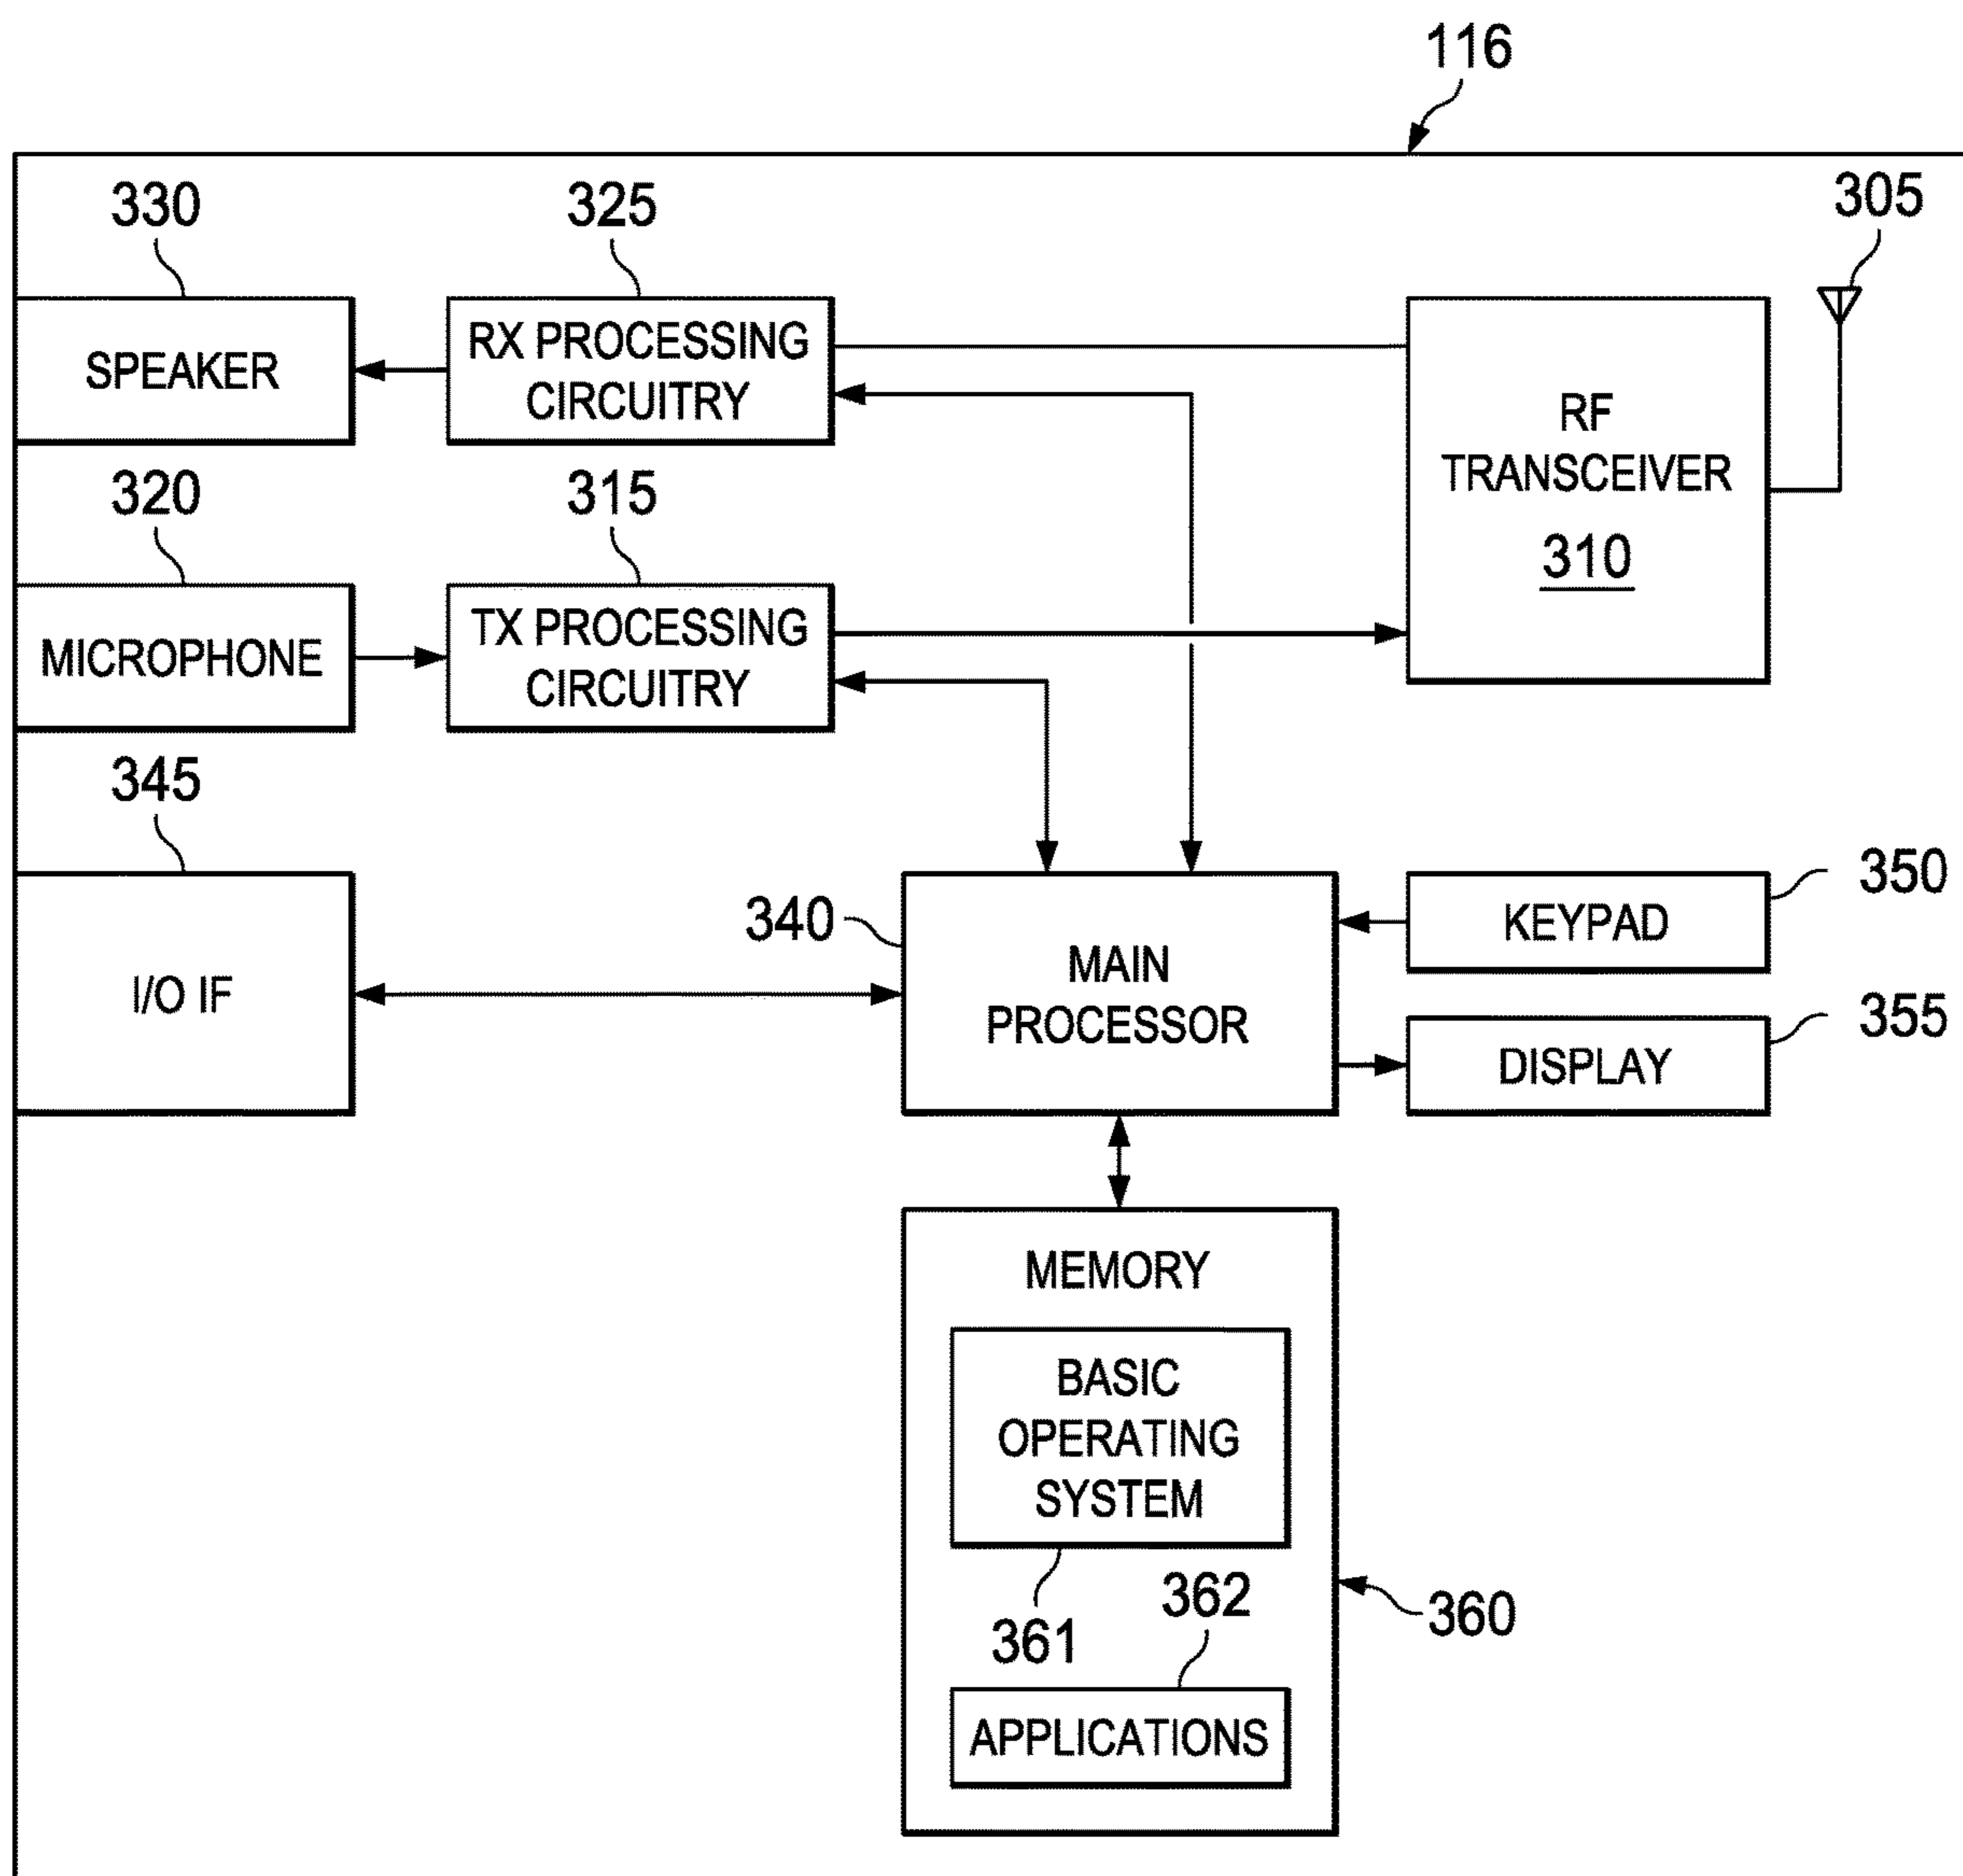 116
330
325
305
SPEAKER
RX PROCESSING
CIRCUITRY
RF
TRANSCEIVER
310
320
315
MICROPHONE
TX PROCESSING
CIRCUITRY
345
I/O IF
340
MAIN
PROCESSOR
350
KEYPAD
355
DISPLAY
MEMORY
BASIC
OPERATING
SYSTEM
361
362
360
APPLICATIONS